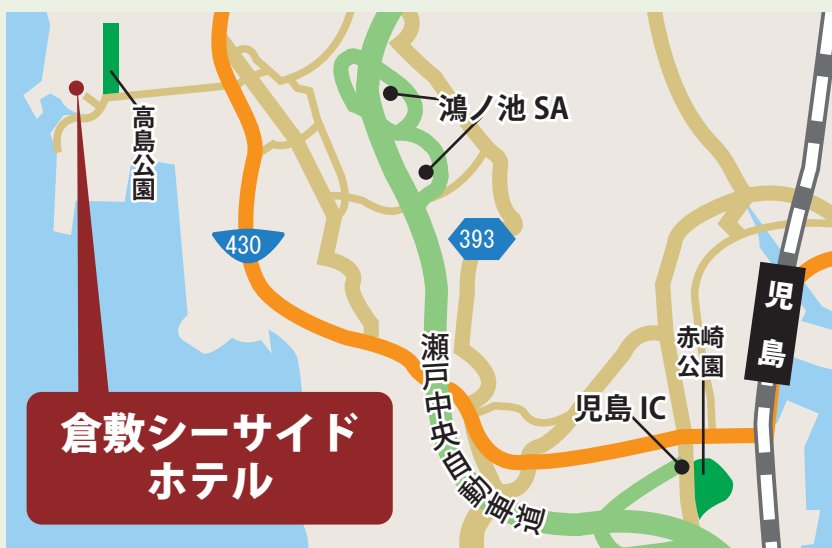 高島公園
鴻ノ池 SA
430
393
瀬戸中央自動車道
児島
赤崎
公園
児島 IC
倉敷シーサイド
ホテル